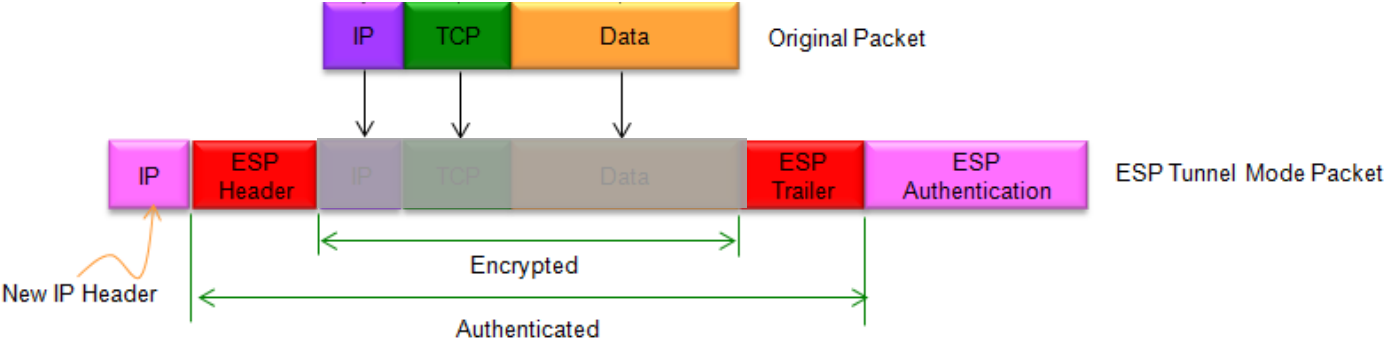 IP TCP Data Original Packet
IP ESP Header IP TCP Data ESP Trailer ESP Authentication ESP Tunnel Mode Packet
Encrypted
New IP Header
Authenticated